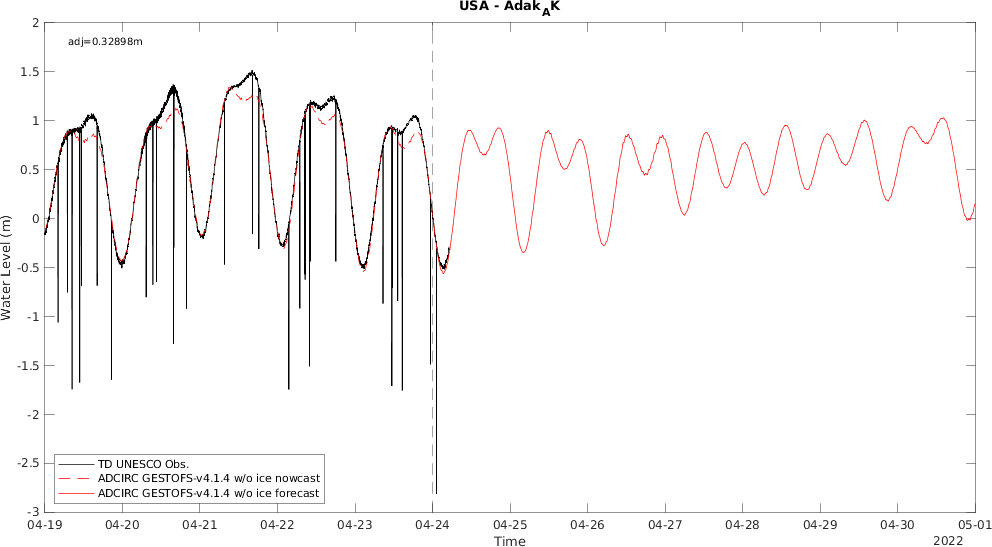 USA - Adak_AK
adj=0.32898m
2
1.5
1
0.5
0
-0.5
-1
-1.5
-2
-2.5
-3
Water Level (m)
TD UNESCO Obs.
ADCIRC GESTOFS-v4.1.4 w/o ice nowcast
ADCIRC GESTOFS-v4.1.4 w/o ice forecast
04-19 04-20 04-21 04-22 04-23 04-24 04-25 04-26 04-27 04-28 04-29 04-30 05-01
Time
2022